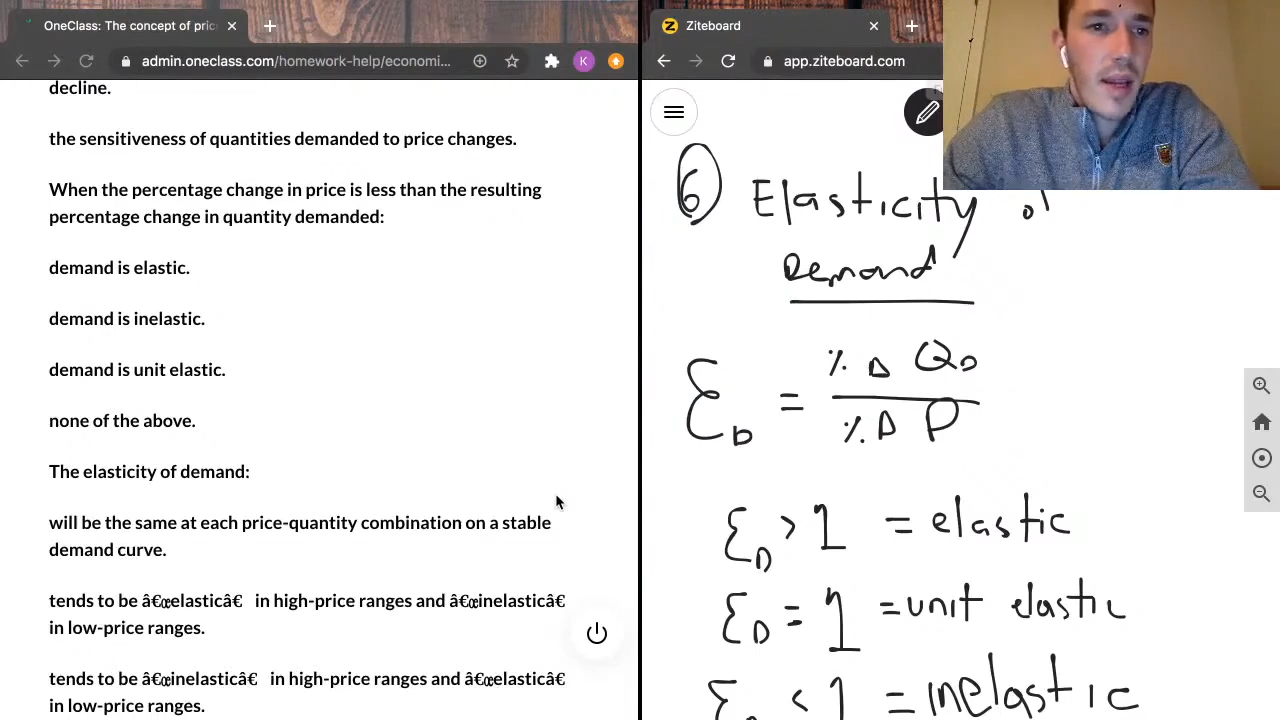 OneClass: The concept of pric
Ziteboard
admin.oneclass.com/homework-help/economi...
K
app.ziteboard.com
decline.
the sensitiveness of quantities demanded to price changes.
When the percentage change in price is less than the resulting
percentage change in quantity demanded:
demand is elastic.
demand is inelastic.
demand is unit elastic.
none of the above.
The elasticity of demand:
will be the same at each price-quantity combination on a stable
demand curve.
tends to be â€œelasticâ€ in high-price ranges and â€œinelasticâ€
in low-price ranges.
tends to be â€œinelasticâ€ in high-price ranges and â€œelasticâ€
in low-price ranges.
6 Elasticity of
Demand
Ɛ_D = % Δ Q_D / % Δ P
Ɛ_D > 1 = elastic
Ɛ_D = 1 = unit elastic
Ɛ_D < 1 = inelastic